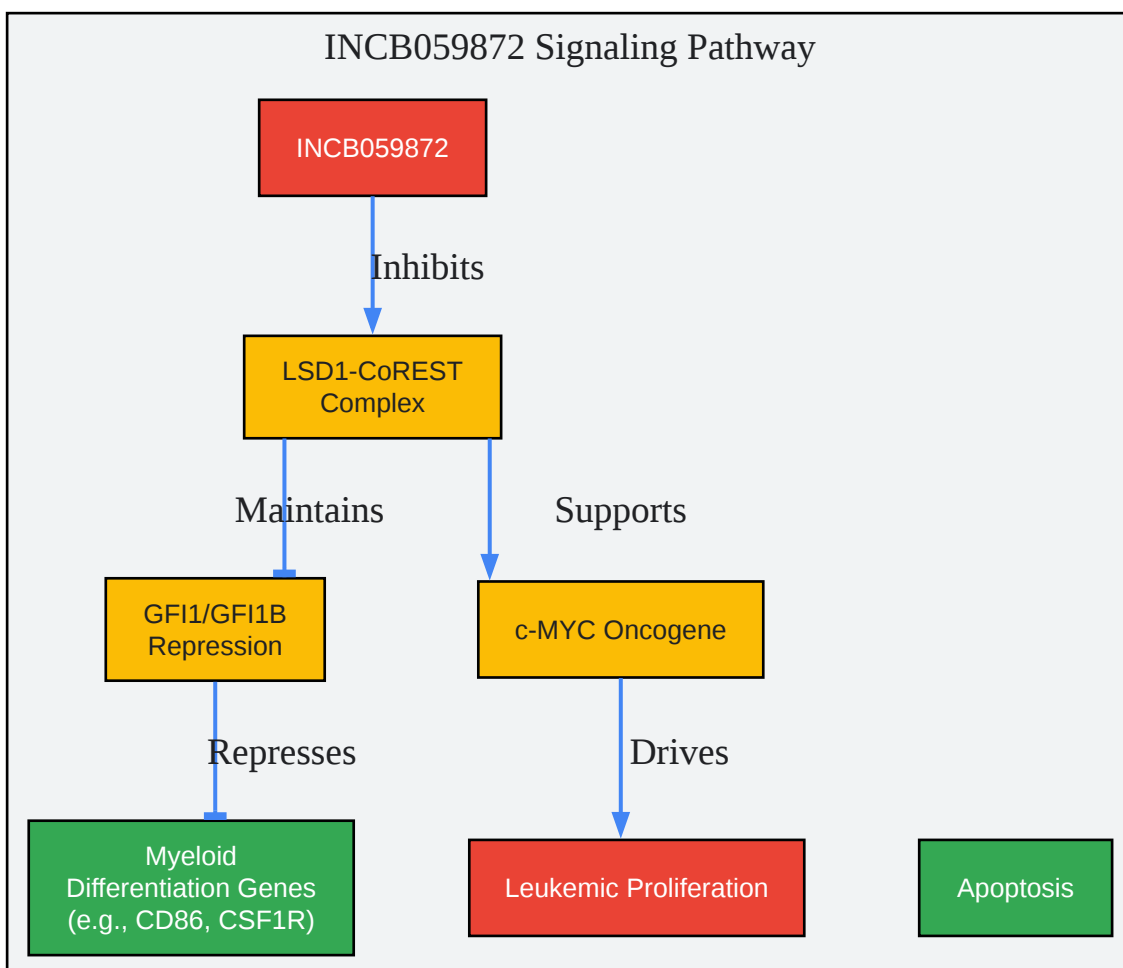 INCB059872 Signaling Pathway
INCB059872
Inhibits
LSD1-CoREST
Complex
Maintains
Supports
GFI1/GFI1B
Repression
c-MYC Oncogene
Represses
Drives
Myeloid
Differentiation Genes
(e.g., CD86, CSF1R)
Leukemic Proliferation
Apoptosis